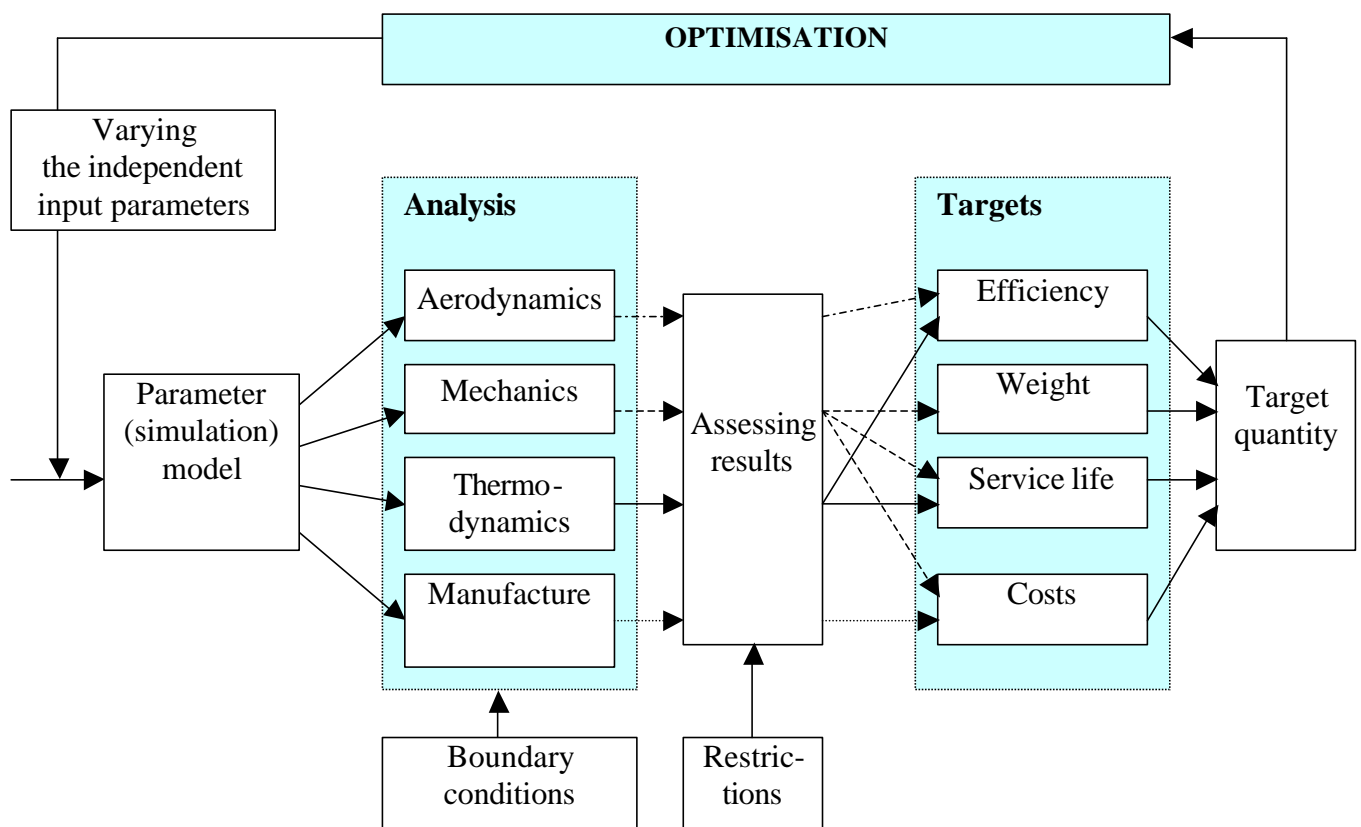 OPTIMISATION
Varying
the independent
input parameters
Analysis
Targets
Aerodynamics
Efficiency
Mechanics
Weight
Parameter
(simulation)
model
Assessing
results
Target
quantity
Thermo-
dynamics
Service life
Manufacture
Costs
Boundary
conditions
Restric-
tions